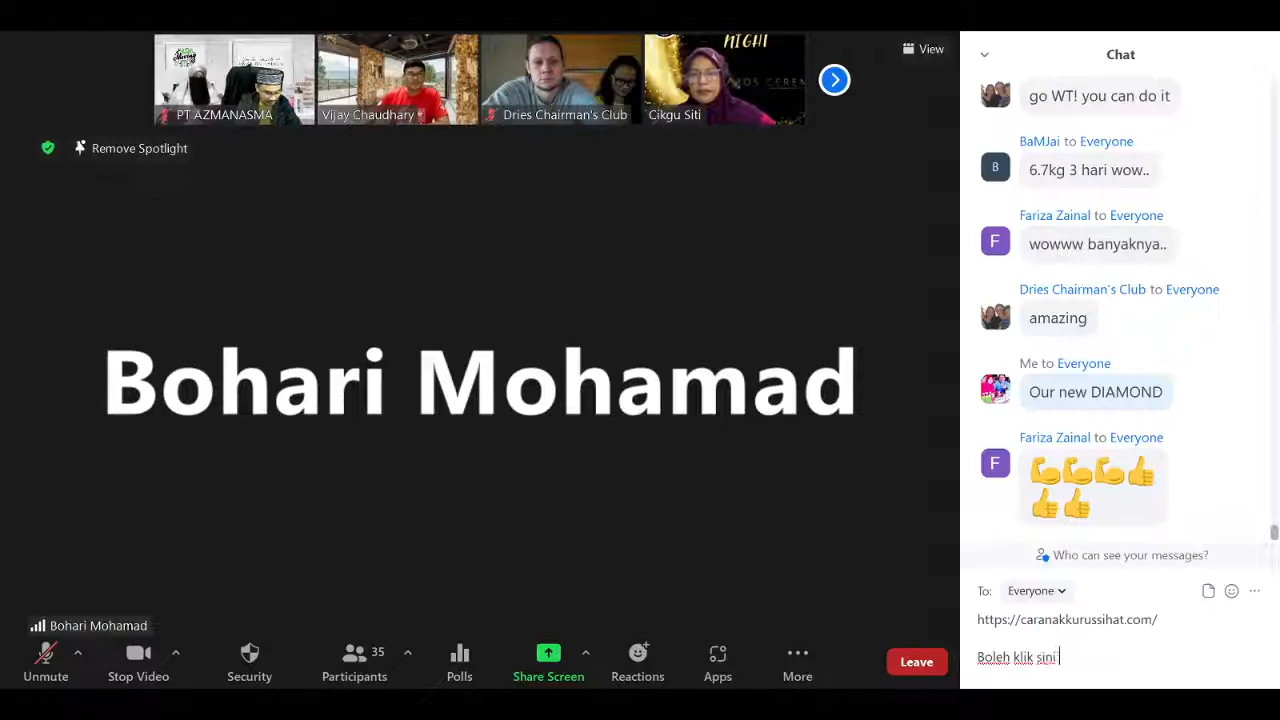 NIGHT
PT AZMANASMA
Vijay Chaudhary
Dries Chairman's Club
Cikgu Siti
View
Remove Spotlight
Bohari Mohamad
Bohari Mohamad
Unmute
Stop Video
Security
35
Participants
Polls
Share Screen
Reactions
Apps
More
Leave
Chat
go WT! you can do it
BaMJai to Everyone
B
6.7kg 3 hari wow..
Fariza Zainal to Everyone
F
wowww banyaknya..
Dries Chairman's Club to Everyone
amazing
Me to Everyone
Our new DIAMOND
Fariza Zainal to Everyone
F
💪💪💪👍
👍👍
Who can see your messages?
To: Everyone
https://caranakkurussihat.com/
Boleh klik sini